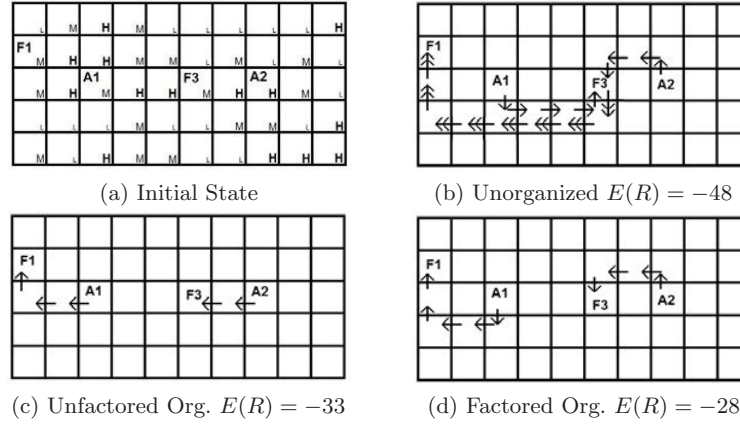 L M H L L L L L L H
F1
M H H L L L L L L M
A1 F3 A2
M H M H H M H H M M
L L L L L M M L H
M L H M M L L H H H
(a) Initial State
F1
A1 F3 A2
(b) Unorganized E(R) = −48
F1
A1 F3 A2
(c) Unfactored Org. E(R) = −33
F1
A1 F3 A2
(d) Factored Org. E(R) = −28